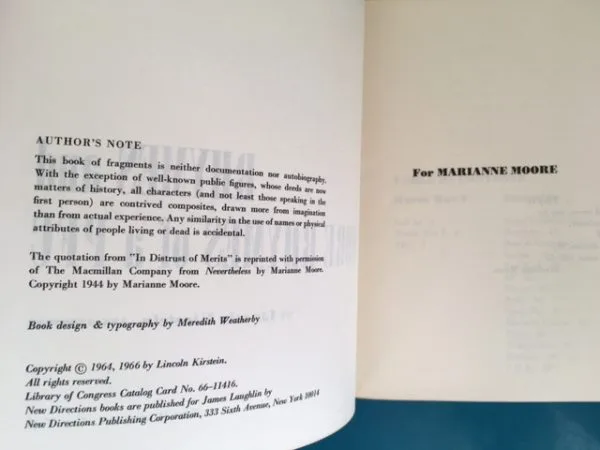 AUTHOR'S NOTE
This book of fragments is neither documentation nor autobiography.
With the exception of well-known public figures, whose deeds are now
matters of history, all characters (and not least those speaking in the
first person) are contrived composites, drawn more from imagination
than from actual experience. Any similarity in the use of names or physical
attributes of people living or dead is accidental.
The quotation from "In Distrust of Merits" is reprinted with permission
of The Macmillan Company from Nevertheless by Marianne Moore.
Copyright 1944 by Marianne Moore.
Book design & typography by Meredith Weatherby
Copyright © 1964, 1966 by Lincoln Kirstein.
All rights reserved.
Library of Congress Catalog Card No. 66-11416.
New Directions books are published for James Laughlin by
New Directions Publishing Corporation, 333 Sixth Avenue, New York 10014
For MARIANNE MOORE